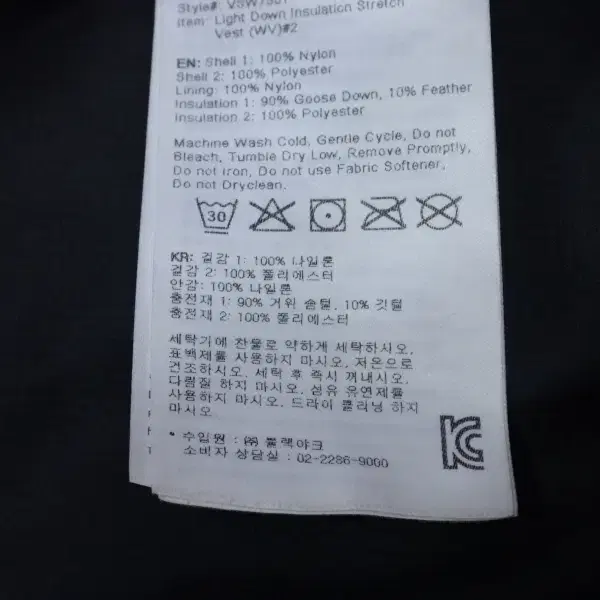 Style#: VSW7501
Item: Light Down Insulation Stretch
Vest (WV)#2
EN: Shell 1: 100% Nylon
Shell 2: 100% Polyester
Lining: 100% Nylon
Insulation 1: 90% Goose Down, 10% Feather
Insulation 2: 100% Polyester
Machine Wash Cold, Gentle Cycle, Do not
Bleach, Tumble Dry Low, Remove Promptly,
Do not Iron, Do not use Fabric Softener,
Do not Dryclean.
30
KR: 겉감 1: 100% 나일론
겉감 2: 100% 폴리에스터
안감: 100% 나일론
충전재 1: 90% 거위 솜털, 10% 깃털
충전재 2: 100% 폴리에스터
세탁기에 찬물로 약하게 세탁하시오.
표백제를 사용하지 마시오. 저온으로
건조하시오. 세탁 후 즉시 꺼내시오.
다림질 하지 마시오. 섬유 유연제를
사용하지 마시오. 드라이 클리닝 하지
마시오
* 수입원 : ㈜ 블랙야크
소비자 상담실 : 02-2286-9000
KC